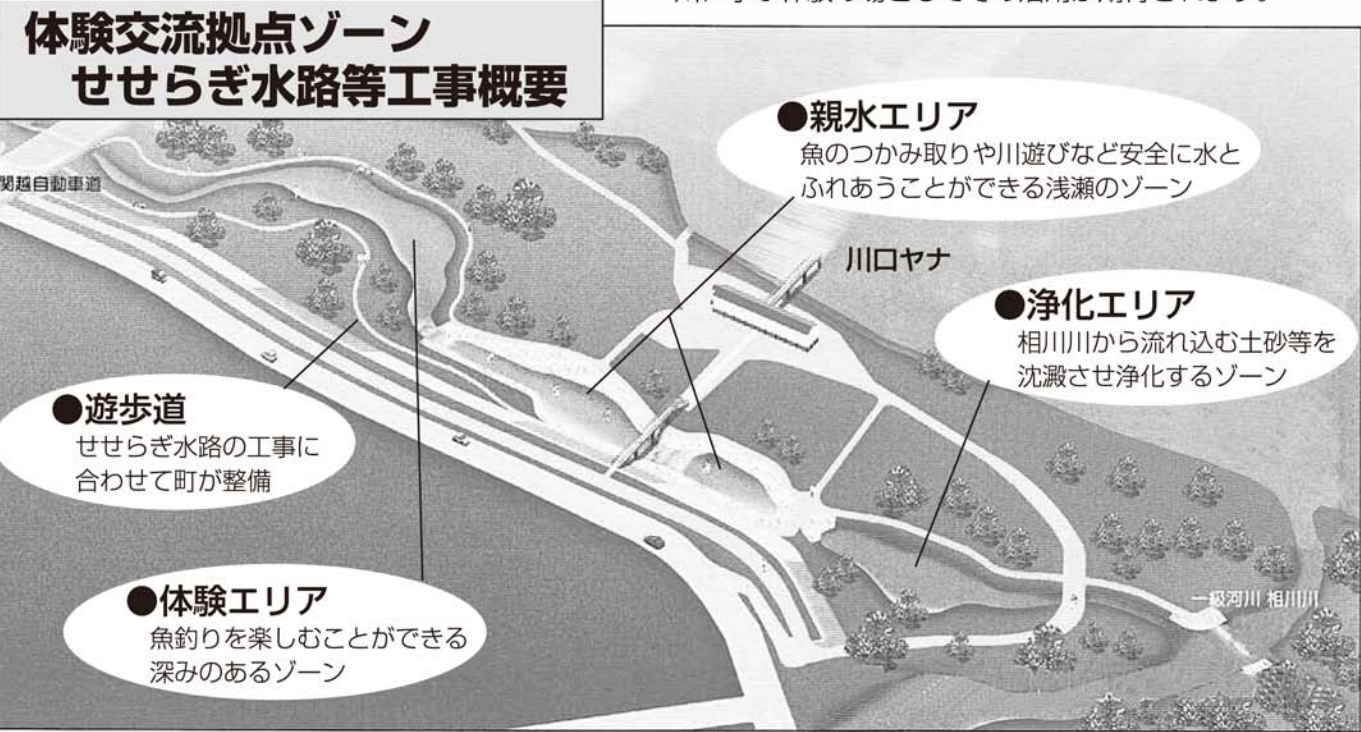 体験交流拠点ゾーン
せせらぎ水路等工事概要
●親水エリア
魚のつかみ取りや川遊びなど安全に水と
ふれあうことができる浅瀬のゾーン
関越自動車道
川口ヤナ
●浄化エリア
相川川から流れ込む土砂等を
沈澱させ浄化するゾーン
●遊歩道
せせらぎ水路の工事に
合わせて町が整備
●体験エリア
魚釣りを楽しむことができる
深みのあるゾーン
一級河川 相川川